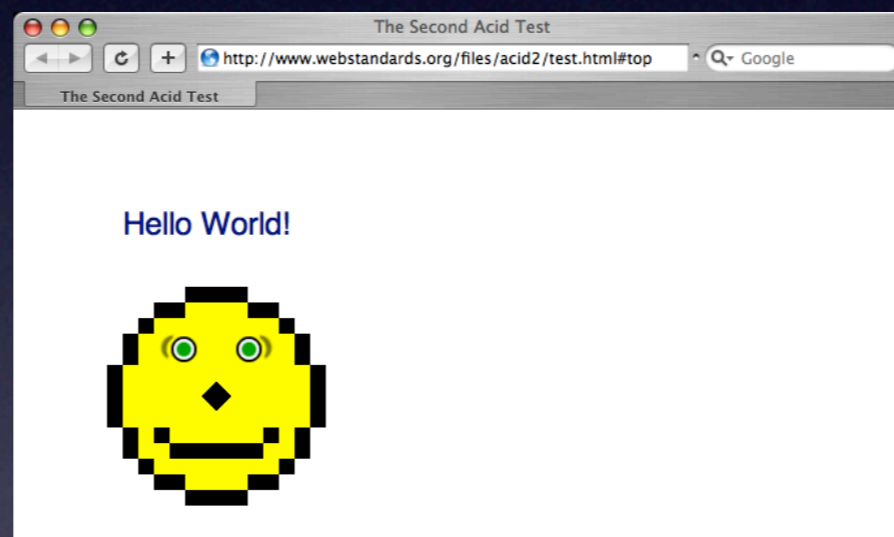 The Second Acid Test
http://www.webstandards.org/files/acid2/test.html#top
Google
The Second Acid Test
Hello World!